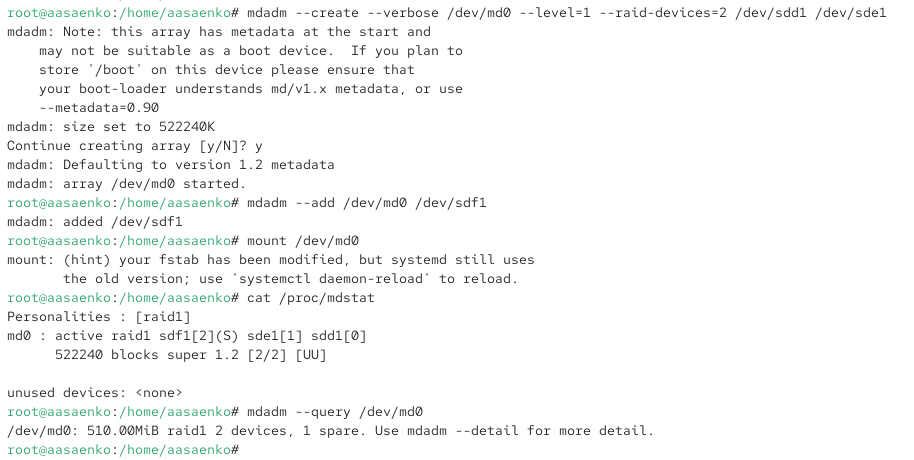 root@aasaenko:/home/aasaenko# mdadm --create --verbose /dev/md0 --level=1 --raid-devices=2 /dev/sdd1 /dev/sde1
mdadm: Note: this array has metadata at the start and
    may not be suitable as a boot device.  If you plan to
    store '/boot' on this device please ensure that
    your boot-loader understands md/v1.x metadata, or use
    --metadata=0.90
mdadm: size set to 522240K
Continue creating array [y/N]? y
mdadm: Defaulting to version 1.2 metadata
mdadm: array /dev/md0 started.
root@aasaenko:/home/aasaenko# mdadm --add /dev/md0 /dev/sdf1
mdadm: added /dev/sdf1
root@aasaenko:/home/aasaenko# mount /dev/md0
mount: (hint) your fstab has been modified, but systemd still uses
       the old version; use 'systemctl daemon-reload' to reload.
root@aasaenko:/home/aasaenko# cat /proc/mdstat
Personalities : [raid1]
md0 : active raid1 sdf1[2](S) sde1[1] sdd1[0]
      522240 blocks super 1.2 [2/2] [UU]

unused devices: <none>
root@aasaenko:/home/aasaenko# mdadm --query /dev/md0
/dev/md0: 510.00MiB raid1 2 devices, 1 spare. Use mdadm --detail for more detail.
root@aasaenko:/home/aasaenko#